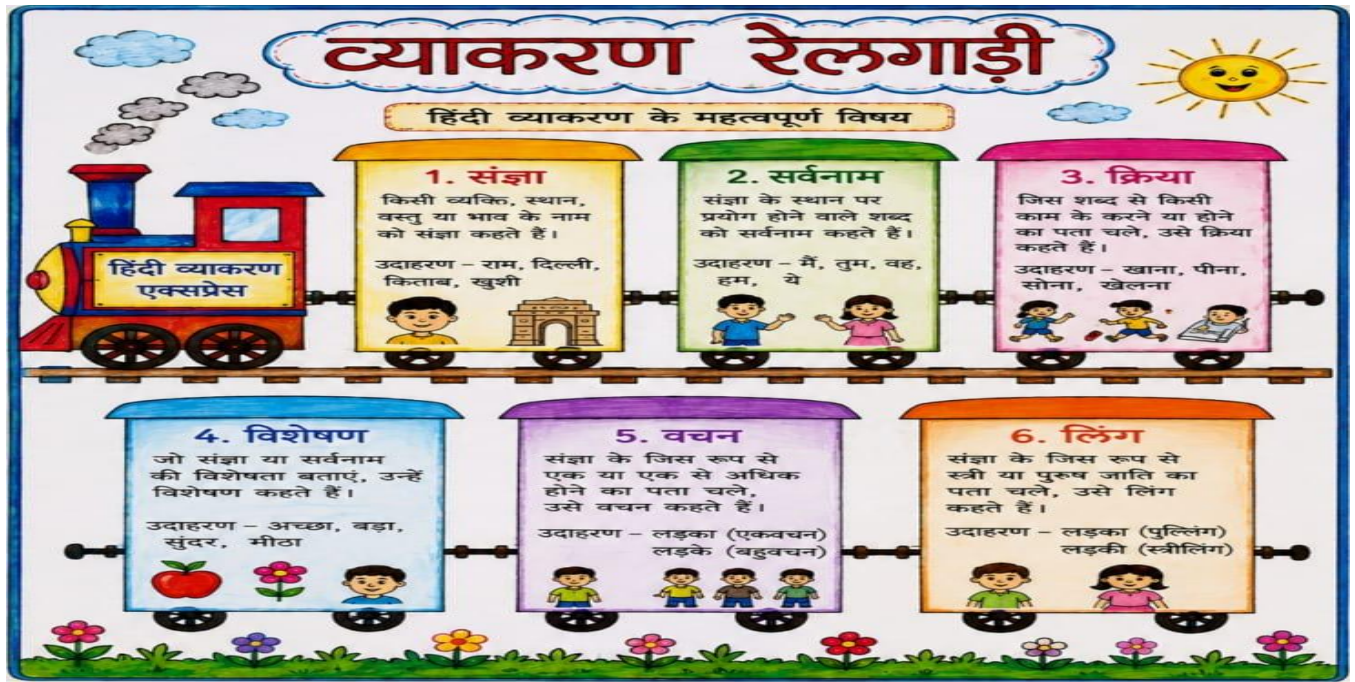 व्याकरण रेलगाड़ी
हिंदी व्याकरण के महत्वपूर्ण विषय
हिंदी व्याकरण
एक्सप्रेस
1. संज्ञा
किसी व्यक्ति, स्थान,
वस्तु या भाव के नाम
को संज्ञा कहते हैं।
उदाहरण – राम, दिल्ली,
किताब, खुशी
2. सर्वनाम
संज्ञा के स्थान पर
प्रयोग होने वाले शब्द
को सर्वनाम कहते हैं।
उदाहरण – मैं, तुम, वह,
हम, ये
3. क्रिया
जिस शब्द से किसी
काम के करने या होने
का पता चले, उसे क्रिया
कहते हैं।
उदाहरण – खाना, पीना,
सोना, खेलना
4. विशेषण
जो संज्ञा या सर्वनाम
की विशेषता बताएं, उन्हें
विशेषण कहते हैं।
उदाहरण – अच्छा, बड़ा,
सुंदर, मीठा
5. वचन
संज्ञा के जिस रूप से
एक या एक से अधिक
होने का पता चले,
उसे वचन कहते हैं।
उदाहरण – लड़का (एकवचन)
लड़के (बहुवचन)
6. लिंग
संज्ञा के जिस रूप से
स्त्री या पुरुष जाति का
पता चले, उसे लिंग
कहते हैं।
उदाहरण – लड़का (पुल्लिंग)
लड़की (स्त्रीलिंग)